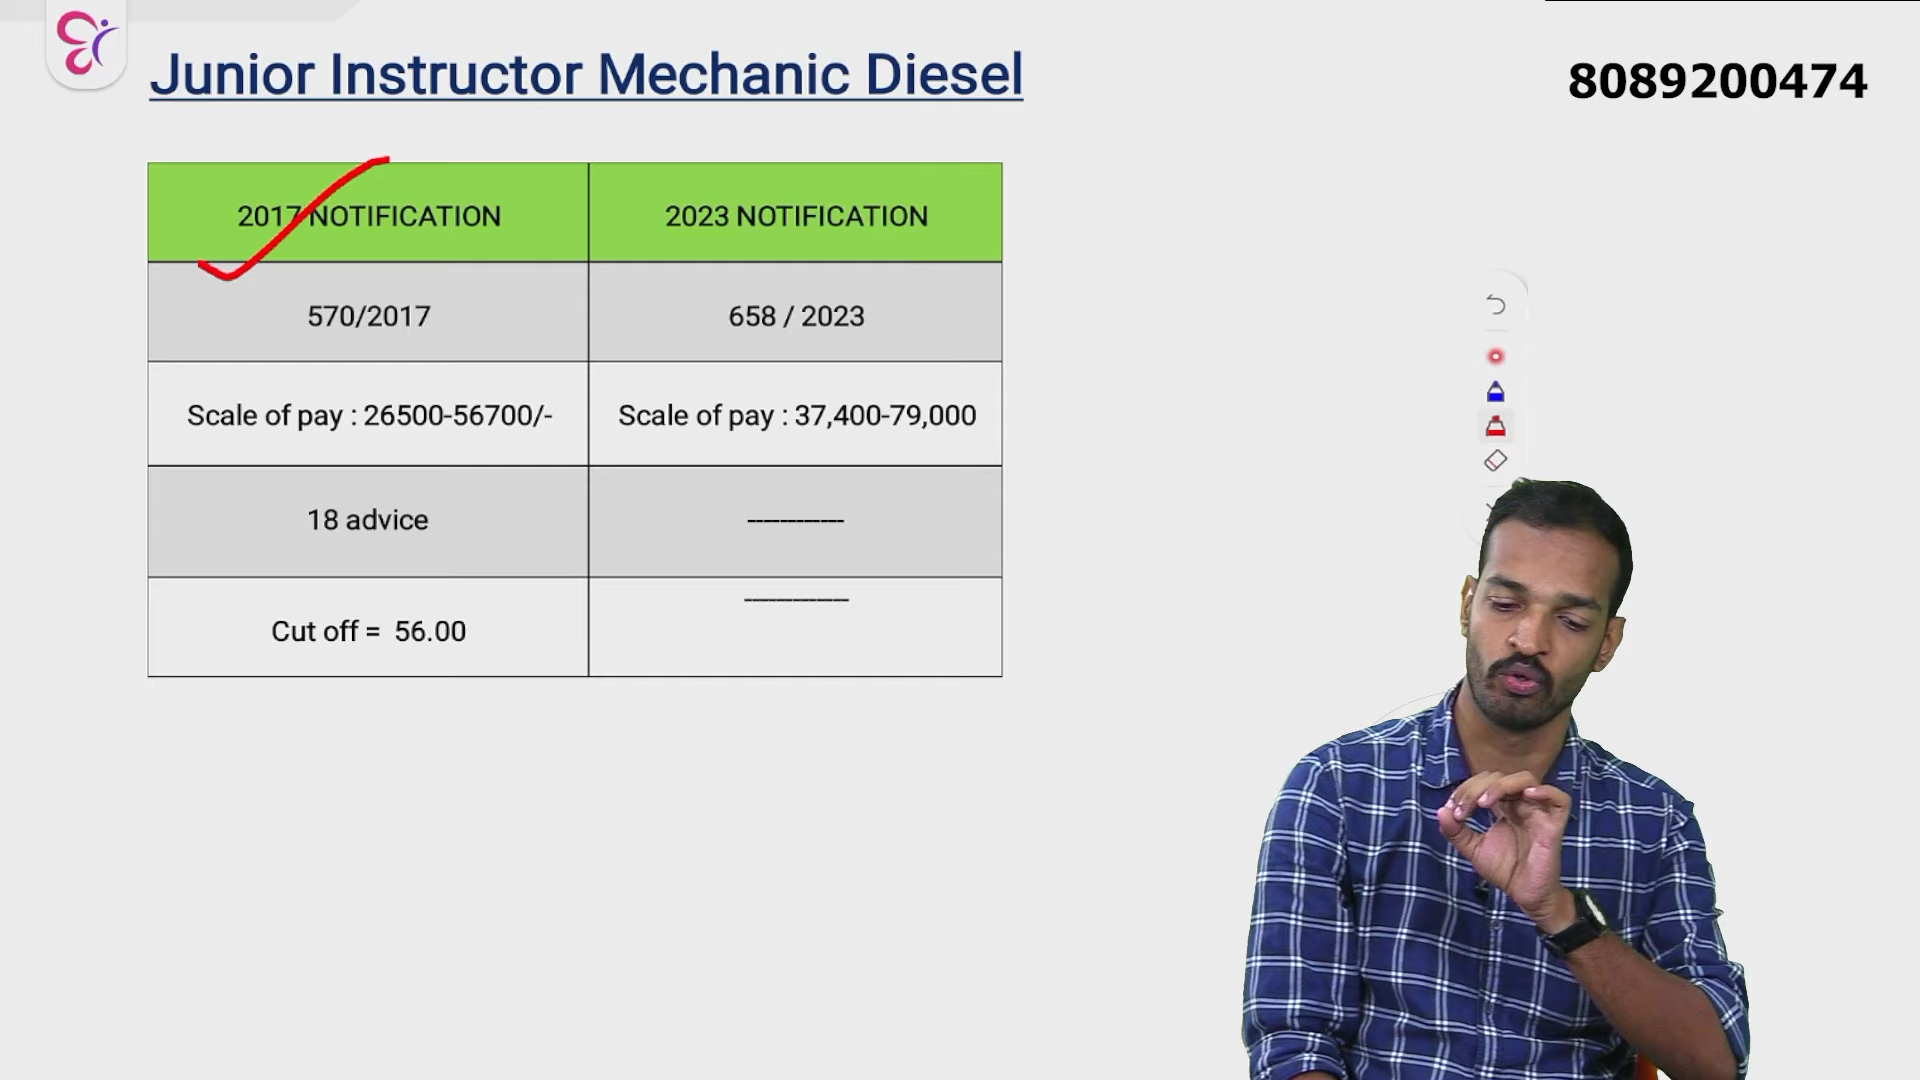 Junior Instructor Mechanic Diesel
8089200474
2017 NOTIFICATION
2023 NOTIFICATION
570/2017
658 / 2023
Scale of pay : 26500-56700/-
Scale of pay : 37,400-79,000
18 advice
------------
Cut off = 56.00
-------------